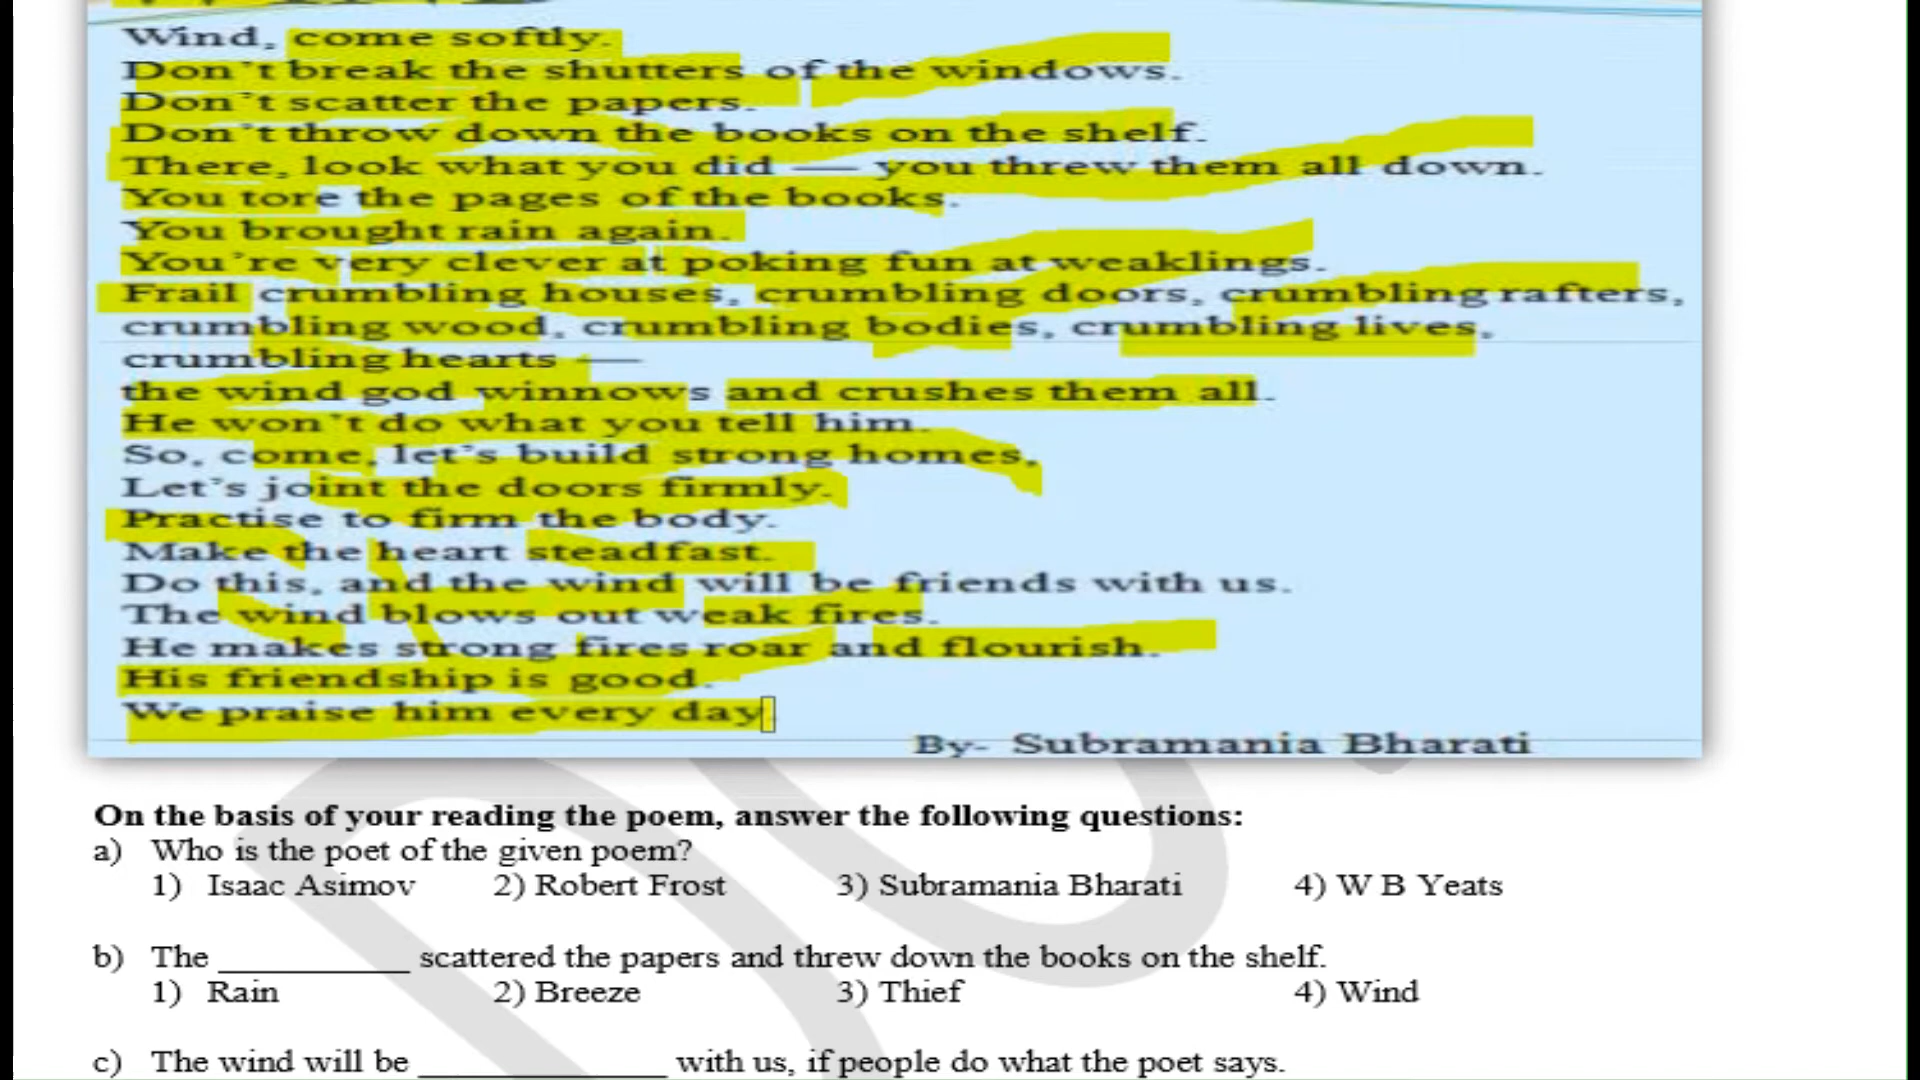 Wind, come softly.
Don't break the shutters of the windows.
Don't scatter the papers.
Don't throw down the books on the shelf.
There, look what you did — you threw them all down.
You tore the pages of the books.
You brought rain again.
You're very clever at poking fun at weaklings.
Frail crumbling houses, crumbling doors, crumbling rafters,
crumbling wood, crumbling bodies, crumbling lives,
crumbling hearts —
the wind god winnows and crushes them all.
He won't do what you tell him.
So, come, let's build strong homes,
Let's joint the doors firmly.
Practise to firm the body.
Make the heart steadfast.
Do this, and the wind will be friends with us.
The wind blows out weak fires.
He makes strong fires roar and flourish.
His friendship is good.
We praise him every day.
By- Subramania Bharati
On the basis of your reading the poem, answer the following questions:
a) Who is the poet of the given poem?
1) Isaac Asimov 2) Robert Frost 3) Subramania Bharati 4) W B Yeats
b) The __________ scattered the papers and threw down the books on the shelf.
1) Rain 2) Breeze 3) Thief 4) Wind
c) The wind will be _____________ with us, if people do what the poet says.